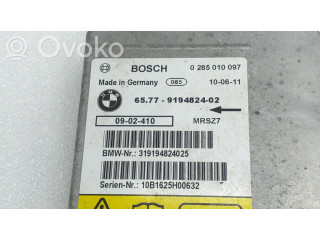 Ovoko
BOSCH 0 285 010 097
Made in Germany 085 10-06-11
BMW 65.77 - 9194824-02
09-02-410 MRSZ7
BMW-Nr.: 319194824025
Serien-Nr.: 10B1625H00632